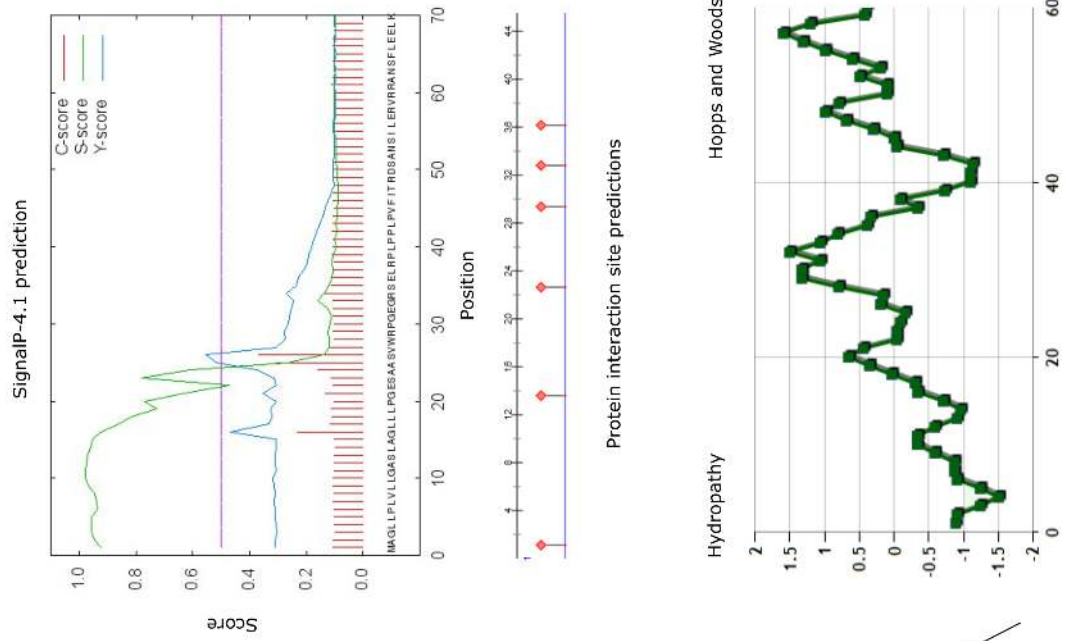 SignalP-4.1 prediction
C-score
S-score
Y-score
Score
1.0
0.8
0.6
0.4
0.2
0.0
MAGLLPLVLLGASLAGLLLPGESAASVWRPGEGRSELRPLPPLPVFITRDSANSILERVRRANSFLEELK
0 10 20 30 40 50 60 70
Position
1 4 8 12 16 20 24 28 32 36 40 44
Protein interaction site predictions
Hydropathy Hopps and Woods
2
1.5
1
0.5
0
-0.5
-1
-1.5
-2
0 20 40 60